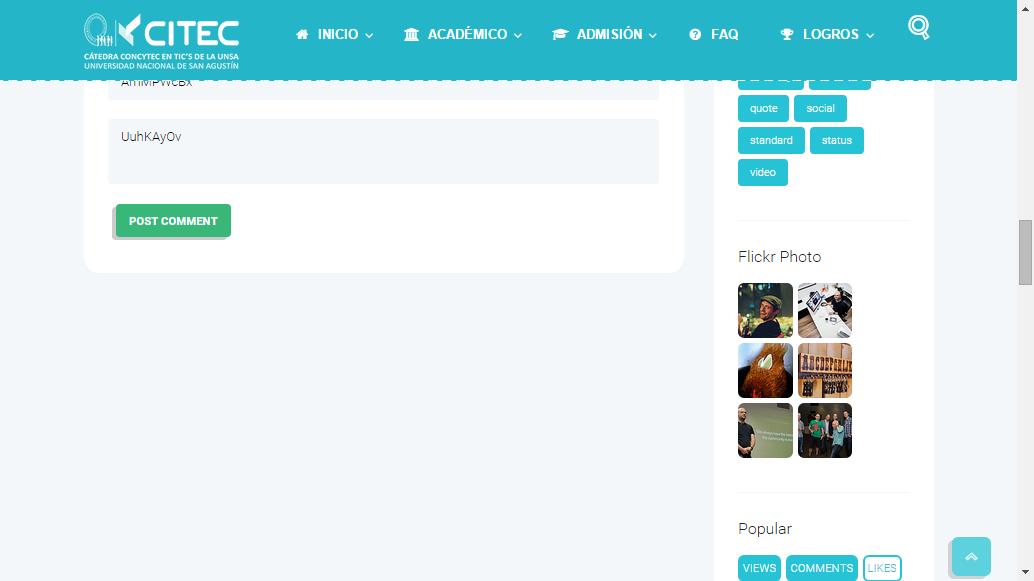 CITEC
CÁTEDRA CONCYTEC EN TIC'S DE LA UNSA
UNIVERSIDAD NACIONAL DE SAN AGUSTÍN
INICIO
ACADÉMICO
ADMISIÓN
FAQ
LOGROS
AmMPWcBx
UuhKAyOv
POST COMMENT
quote
social
standard
status
video
Flickr Photo
Popular
VIEWS
COMMENTS
LIKES